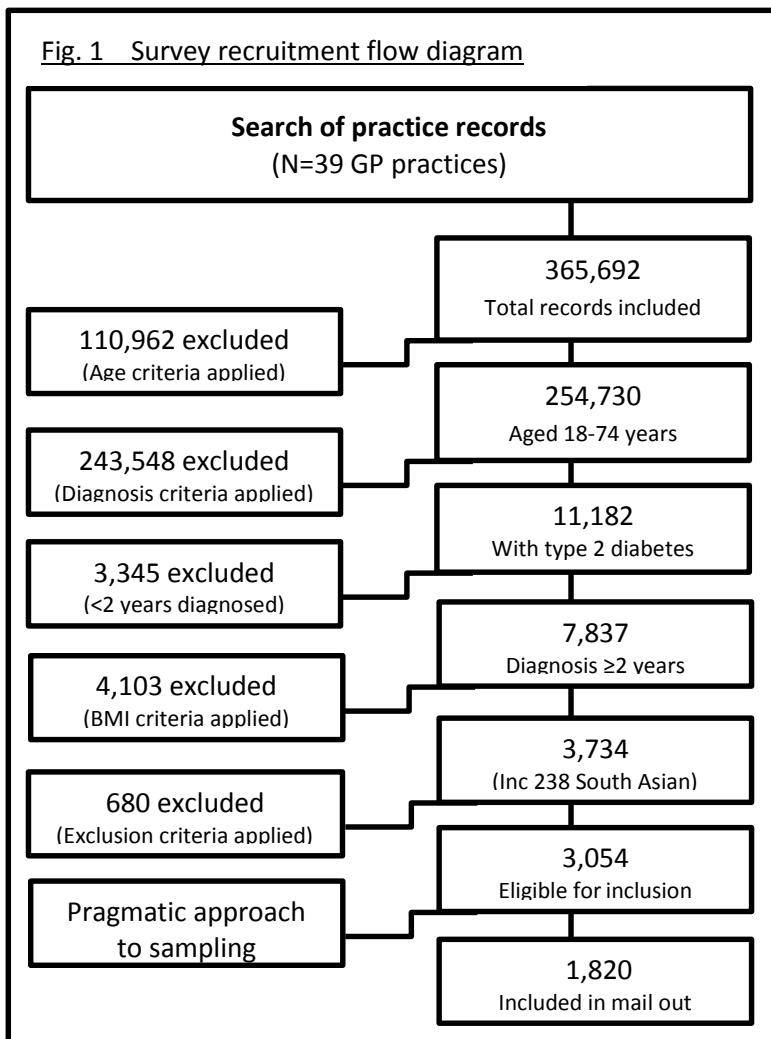 Fig. 1 Survey recruitment flow diagram
Search of practice records
(N=39 GP practices)
365,692
Total records included
110,962 excluded
(Age criteria applied)
254,730
Aged 18-74 years
243,548 excluded
(Diagnosis criteria applied)
11,182
With type 2 diabetes
3,345 excluded
(<2 years diagnosed)
7,837
Diagnosis ≥2 years
4,103 excluded
(BMI criteria applied)
3,734
(Inc 238 South Asian)
680 excluded
(Exclusion criteria applied)
3,054
Eligible for inclusion
Pragmatic approach
to sampling
1,820
Included in mail out